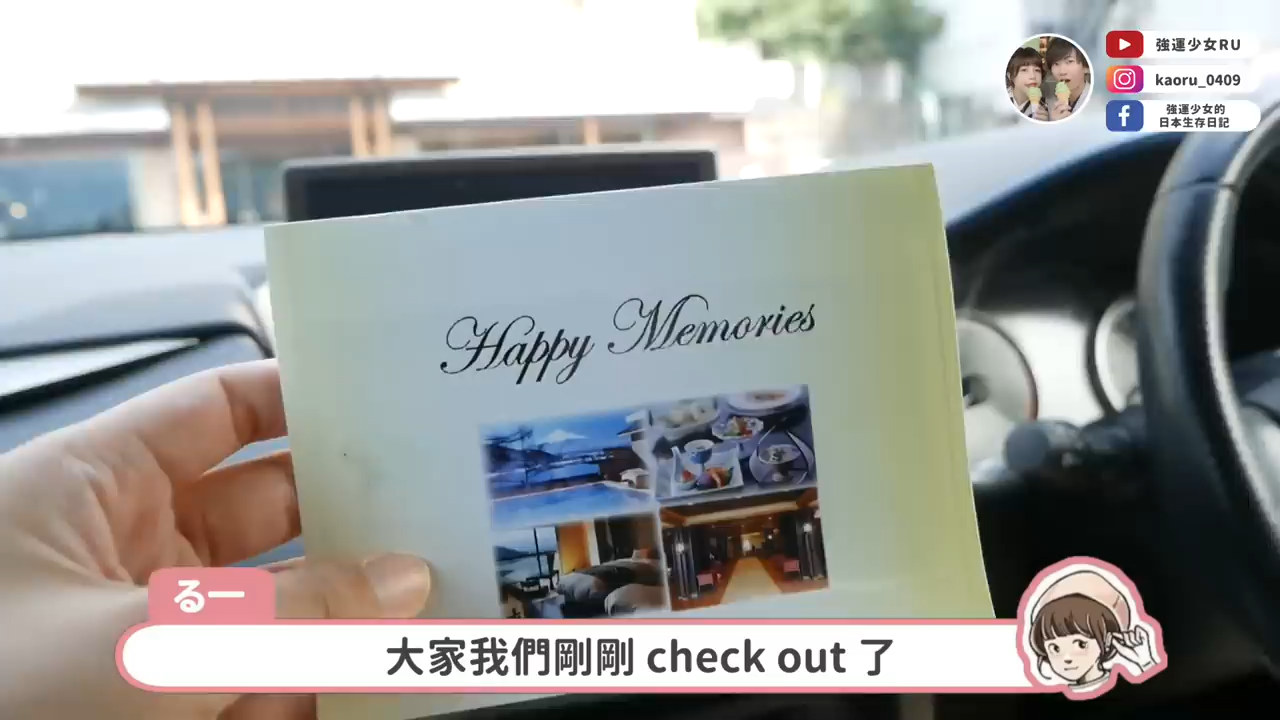 強運少女RU
kaoru_0409
強運少女的
日本生存日記
Happy Memories
るー
大家我們剛剛 check out 了